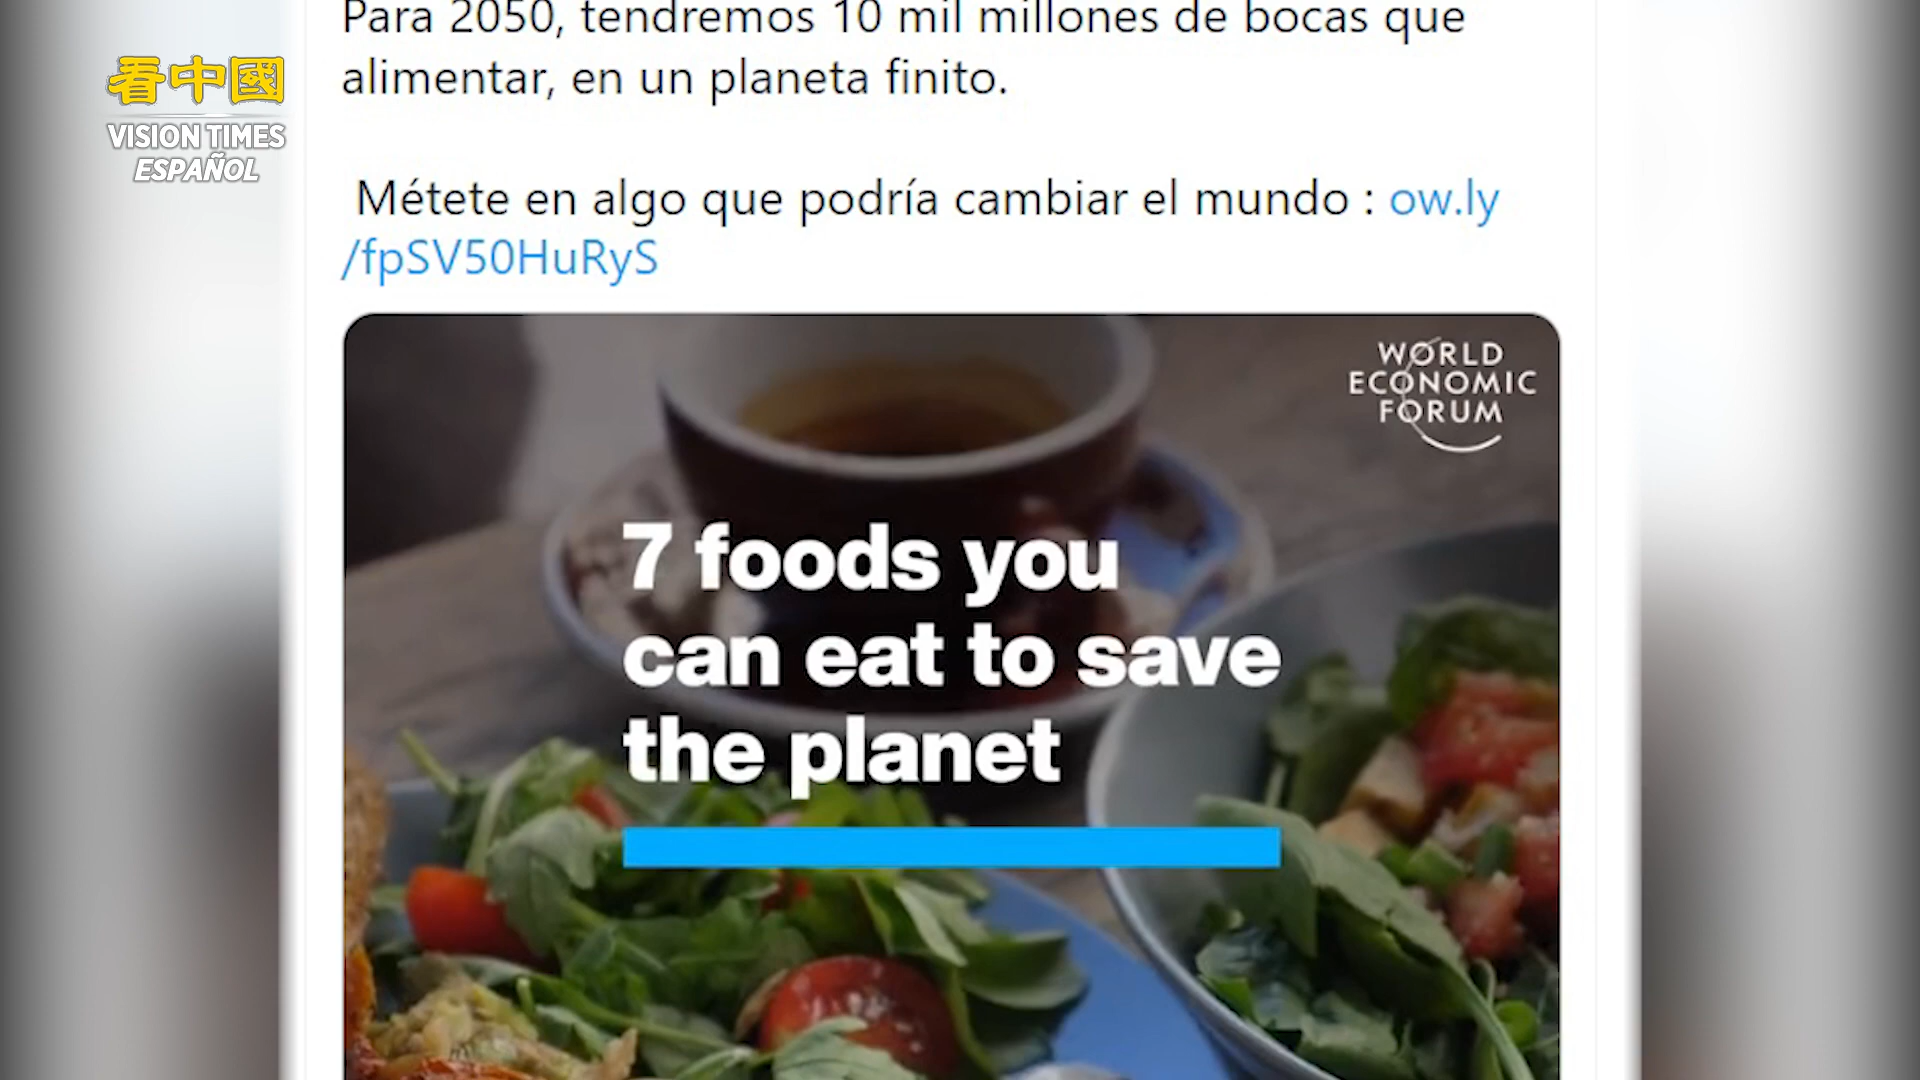 看中國
VISION TIMES
ESPAÑOL
Para 2050, tendremos 10 mil millones de bocas que
alimentar, en un planeta finito.
Métete en algo que podría cambiar el mundo : ow.ly
/fpSV50HuRyS
WORLD
ECONOMIC
FORUM
7 foods you
can eat to save
the planet